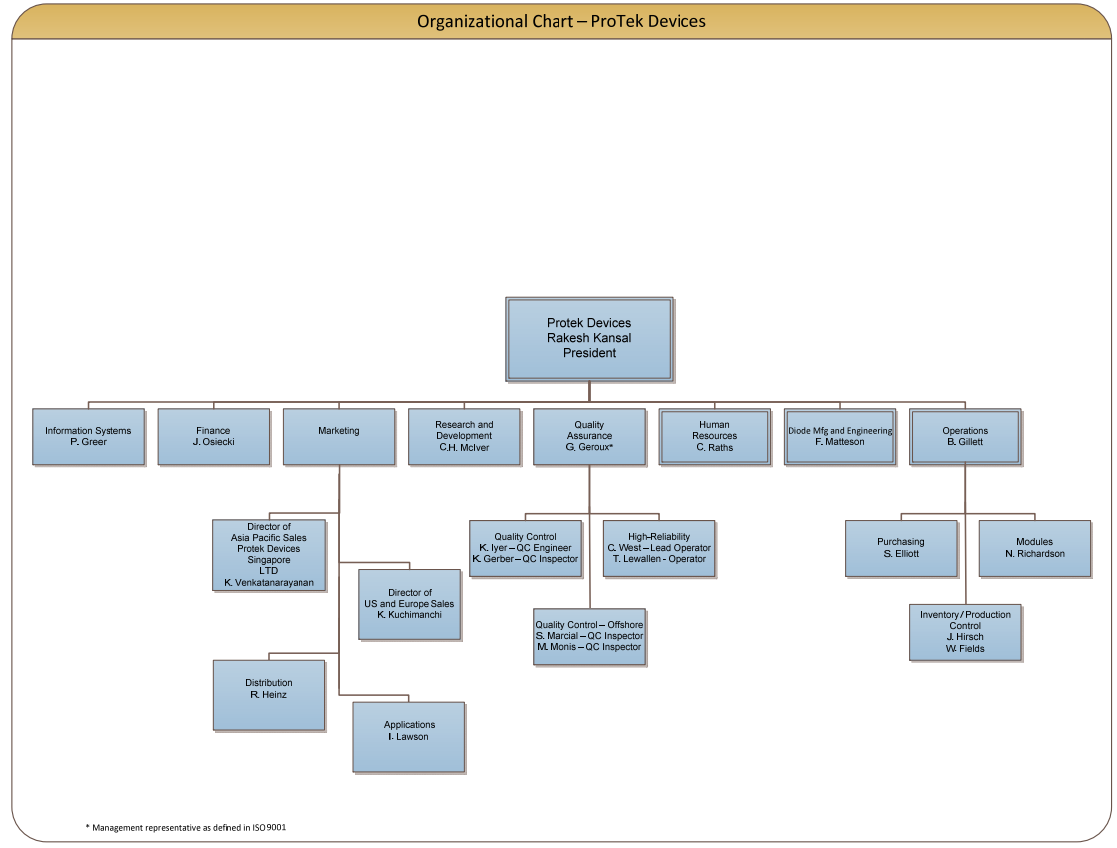 Organizational Chart – ProTek Devices
Protek Devices
Rakesh Kansal
President
Information Systems
P. Greer
Finance
J. Osiecki
Marketing
Research and
Development
C.H. McIver
Quality
Assurance
G. Geroux*
Human
Resources
C. Raths
Diode Mfg and Engineering
F. Matteson
Operations
B. Gillett
Director of
Asia Pacific Sales
Protek Devices
Singapore
LTD
K. Venkatanarayanan
Director of
US and Europe Sales
K. Kuchimanchi
Distribution
R. Heinz
Applications
I. Lawson
Quality Control
K. Iyer – QC Engineer
K. Gerber – QC Inspector
High-Reliability
C. West – Lead Operator
T. Lewallen - Operator
Quality Control – Offshore
S. Marcial – QC Inspector
M. Monis – QC Inspector
Purchasing
S. Elliott
Modules
N. Richardson
Inventory / Production
Control
J. Hirsch
W. Fields
* Management representative as defined in ISO9001